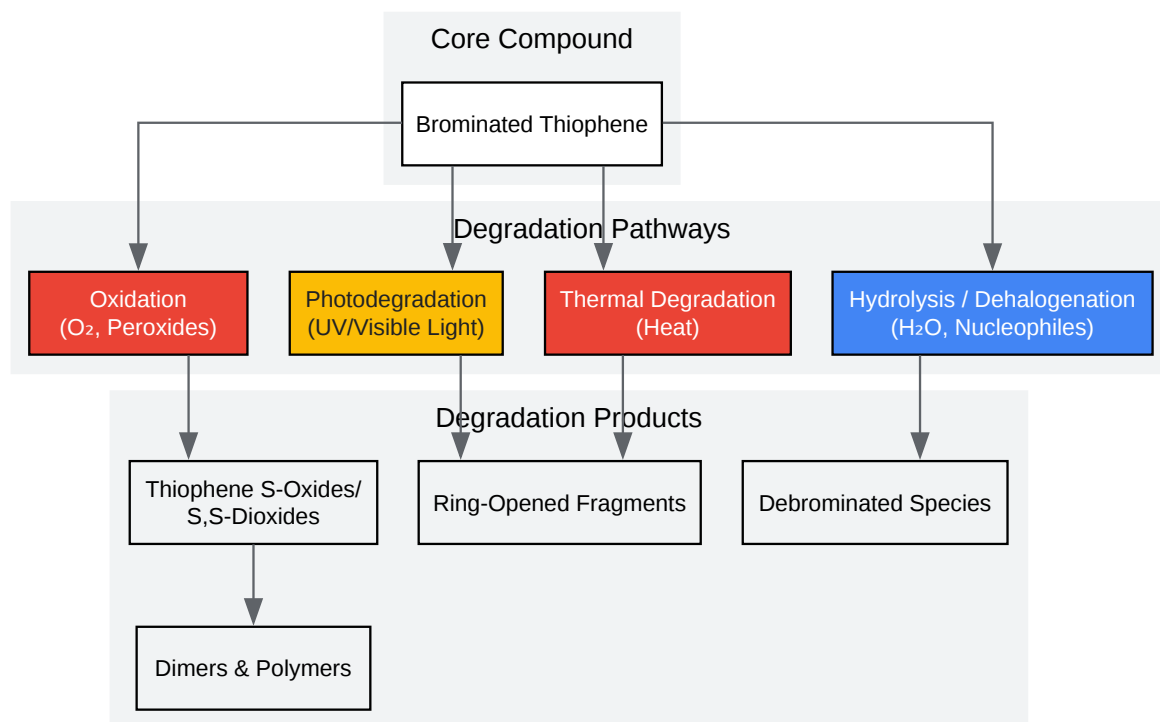 Core Compound
Brominated Thiophene
Degradation Pathways
Oxidation
(O₂, Peroxides)
Photodegradation
(UV/Visible Light)
Thermal Degradation
(Heat)
Hydrolysis / Dehalogenation
(H₂O, Nucleophiles)
Degradation Products
Thiophene S-Oxides/
S,S-Dioxides
Ring-Opened Fragments
Debrominated Species
Dimers & Polymers